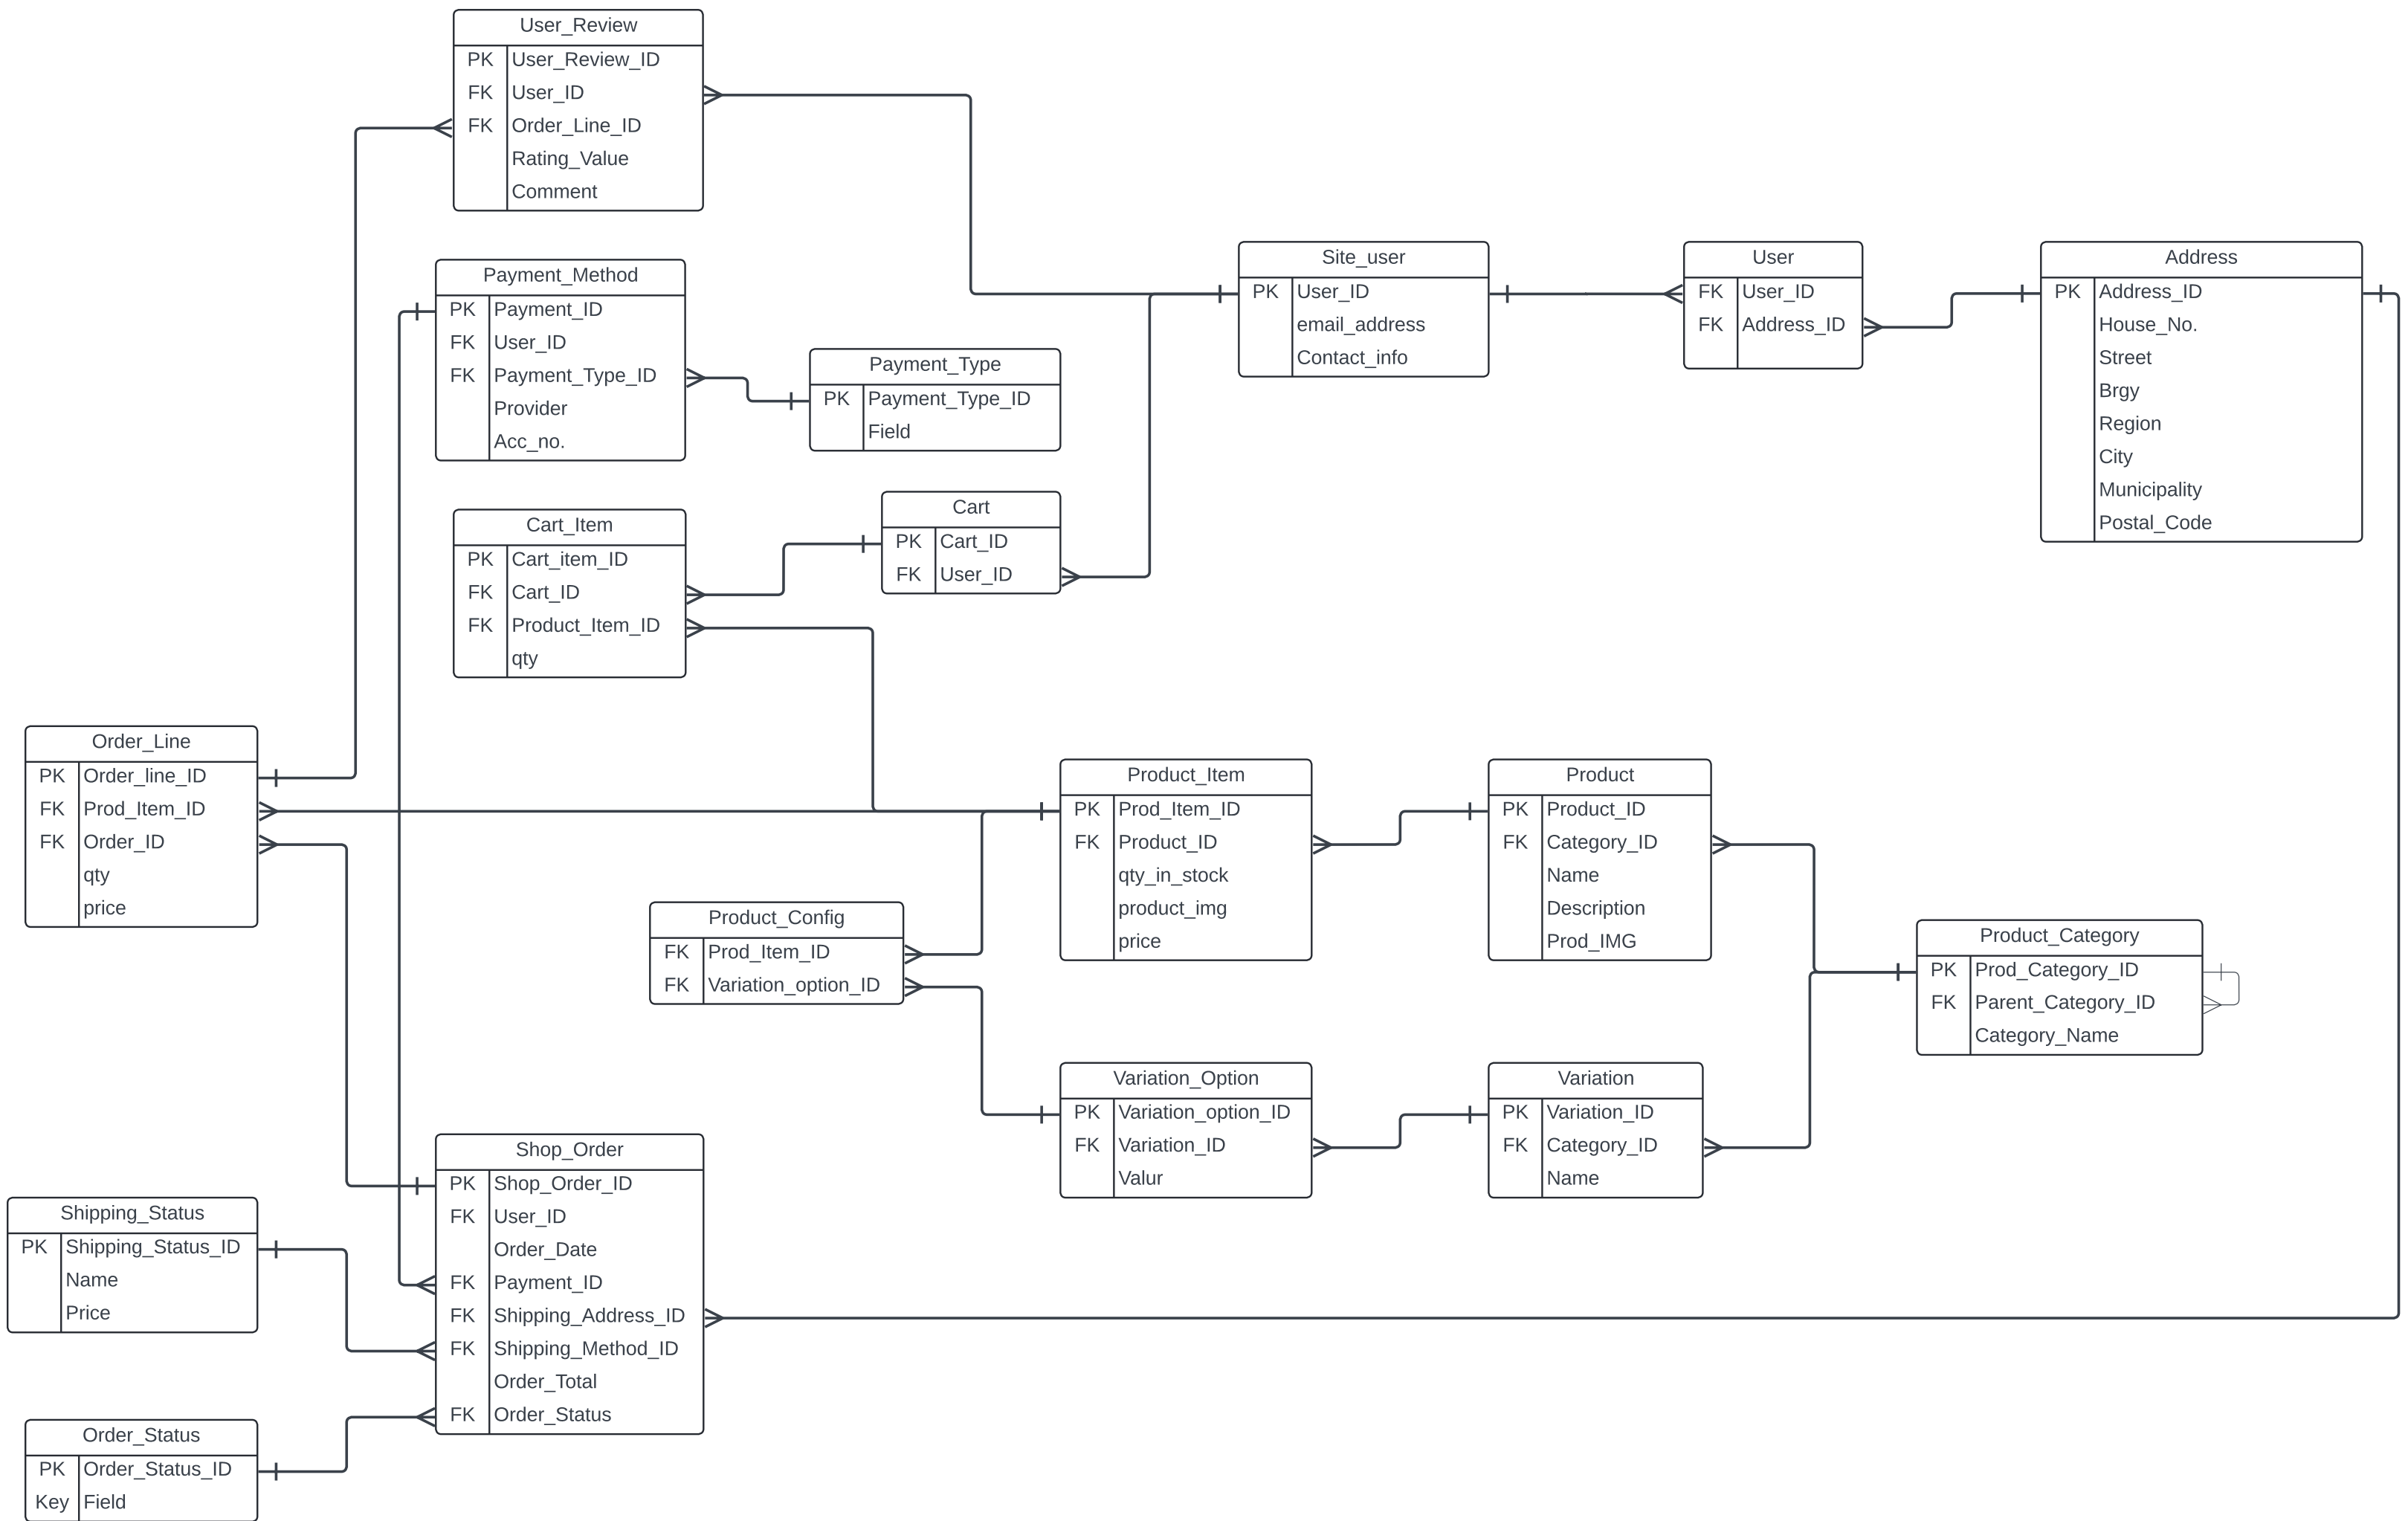 User_Review
PK User_Review_ID
FK User_ID
FK Order_Line_ID
Rating_Value
Comment
Payment_Method
PK Payment_ID
FK User_ID
FK Payment_Type_ID
Provider
Acc_no.
Payment_Type
PK Payment_Type_ID
Field
Site_user
PK User_ID
email_address
Contact_info
User
FK User_ID
FK Address_ID
Address
PK Address_ID
House_No.
Street
Brgy
Region
City
Municipality
Postal_Code
Cart_Item
PK Cart_item_ID
FK Cart_ID
FK Product_Item_ID
qty
Cart
PK Cart_ID
FK User_ID
Order_Line
PK Order_line_ID
FK Prod_Item_ID
FK Order_ID
qty
price
Product_Item
PK Prod_Item_ID
FK Product_ID
qty_in_stock
product_img
price
Product
PK Product_ID
FK Category_ID
Name
Description
Prod_IMG
Product_Config
FK Prod_Item_ID
FK Variation_option_ID
Product_Category
PK Prod_Category_ID
FK Parent_Category_ID
Category_Name
Variation_Option
PK Variation_option_ID
FK Variation_ID
Valur
Variation
PK Variation_ID
FK Category_ID
Name
Shop_Order
PK Shop_Order_ID
FK User_ID
Order_Date
FK Payment_ID
FK Shipping_Address_ID
FK Shipping_Method_ID
Order_Total
FK Order_Status
Shipping_Status
PK Shipping_Status_ID
Name
Price
Order_Status
PK Order_Status_ID
Key Field